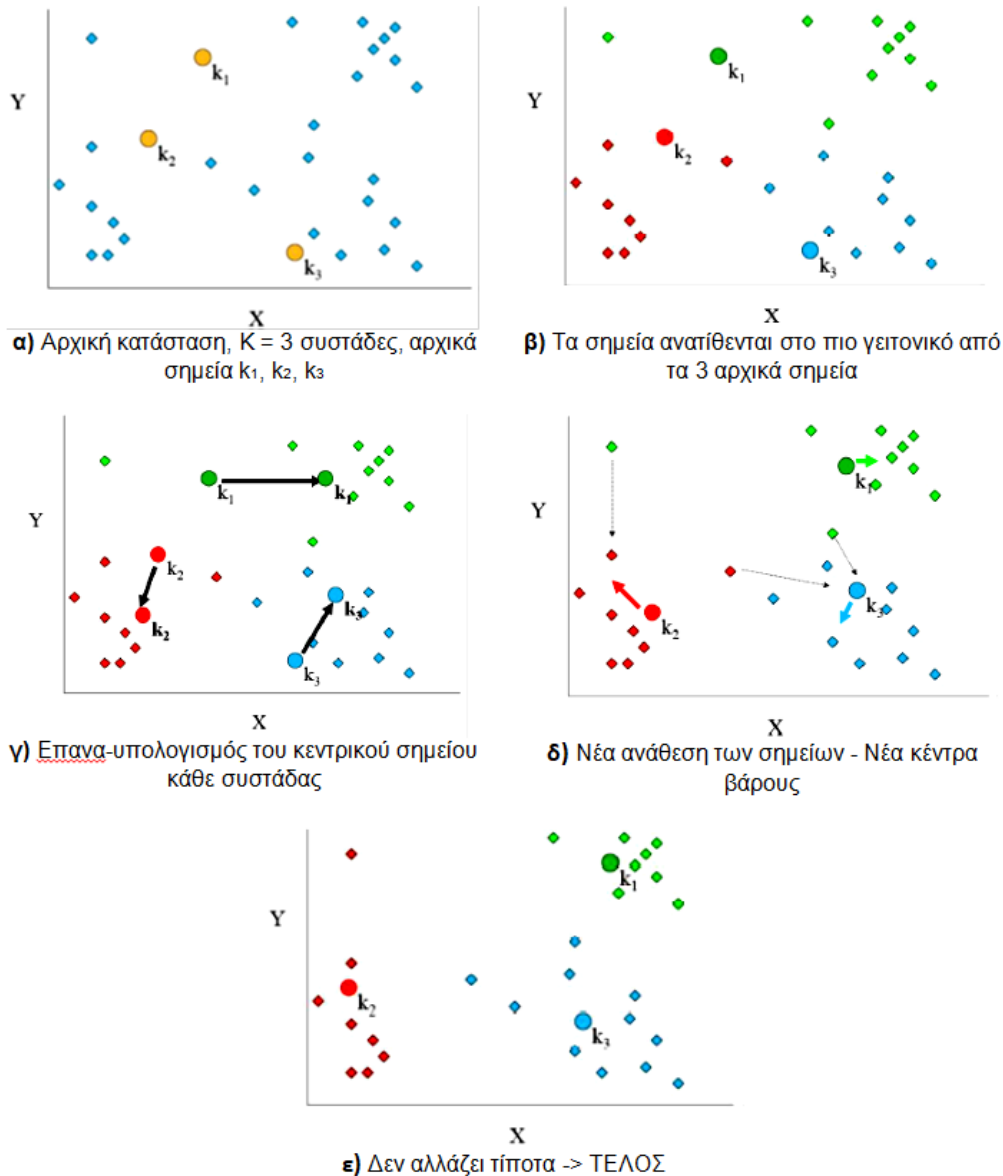 Y
k1
k2
k3
X
α) Αρχική κατάσταση, Κ = 3 συστάδες, αρχικά
σημεία k1, k2, k3
Y
k1
k2
k3
X
β) Τα σημεία ανατίθενται στο πιο γειτονικό από
τα 3 αρχικά σημεία
Y
k1
k1
k2
k2
k3
k3
X
γ) Επανα-υπολογισμός του κεντρικού σημείου
κάθε συστάδας
Y
k1
k2
k3
X
δ) Νέα ανάθεση των σημείων - Νέα κέντρα
βάρους
Y
k1
k2
k3
X
ε) Δεν αλλάζει τίποτα -> ΤΕΛΟΣ